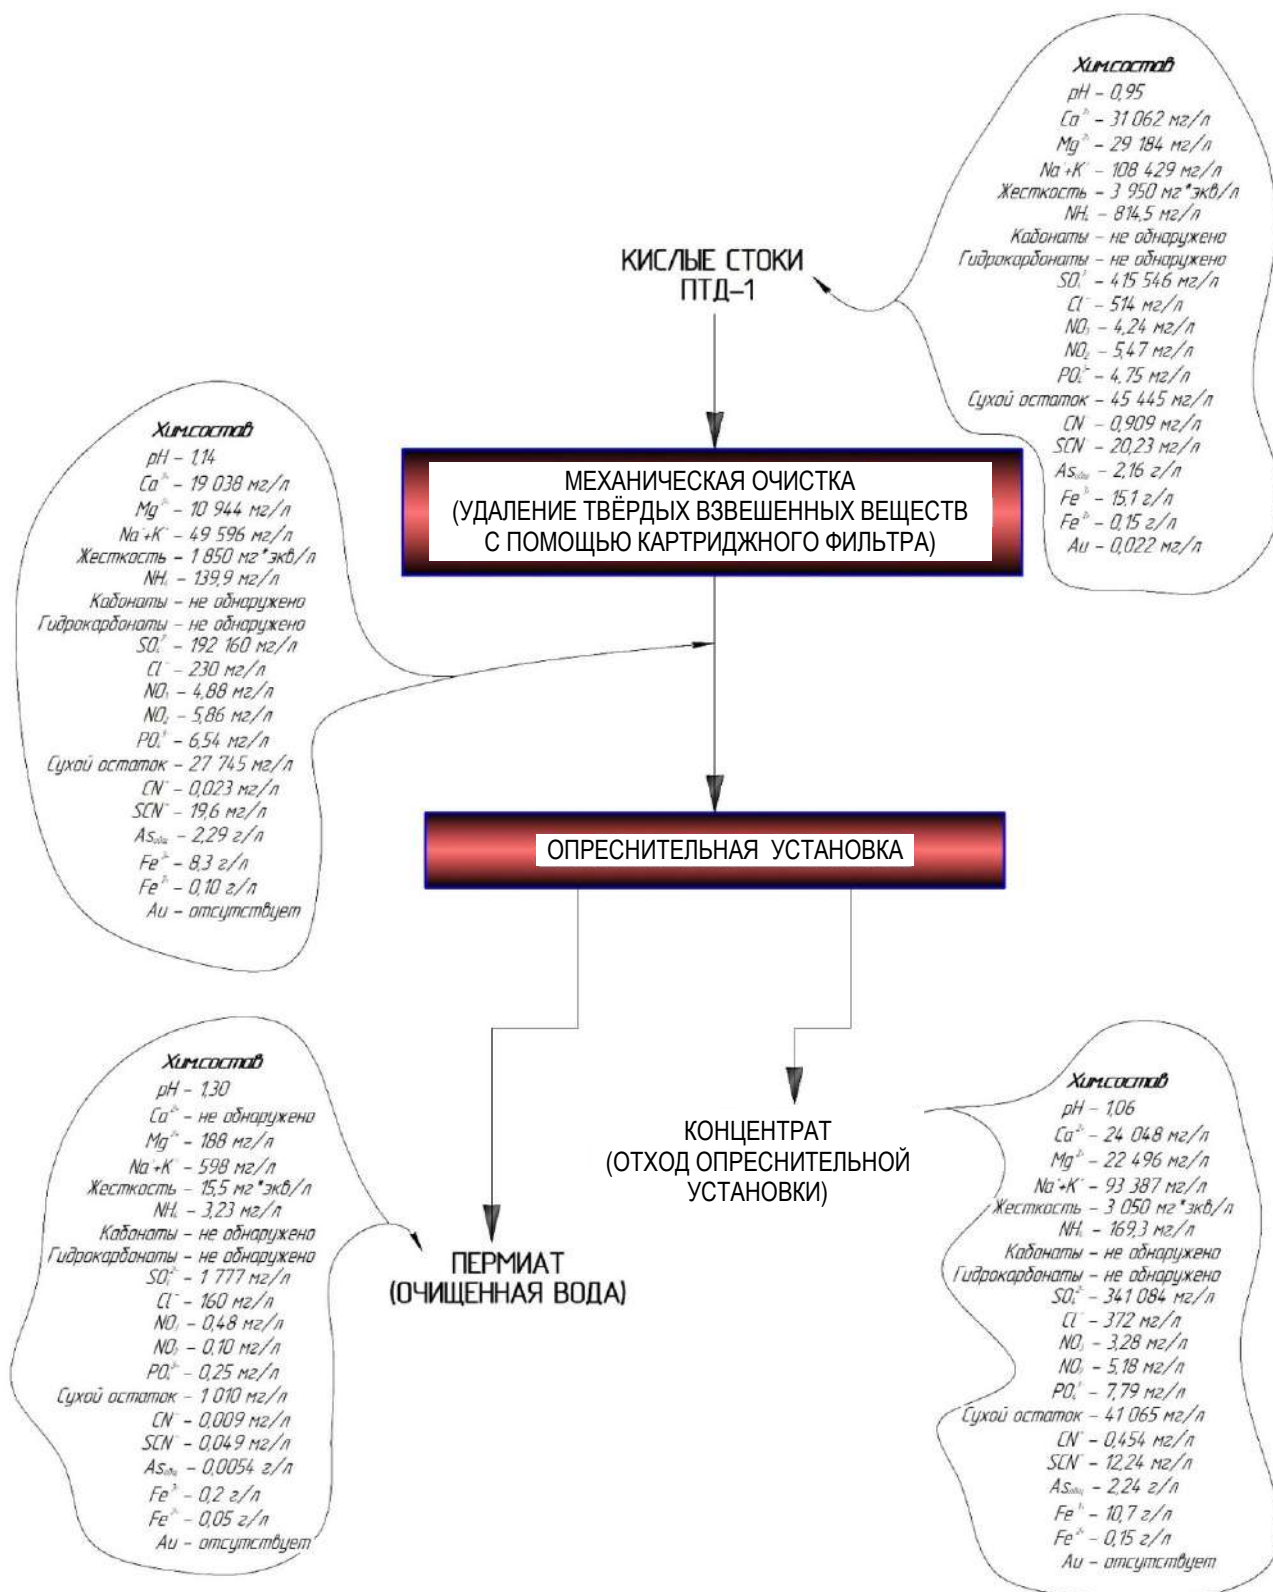 Хим.состав
pH – 0,95
Ca²⁺ – 31 062 мг/л
Mg²⁺ – 29 184 мг/л
Na⁺+K⁺ – 108 429 мг/л
Жесткость – 3 950 мг*экв/л
NH₄ – 814,5 мг/л
Кабонаты – не обнаружено
Гидрокарбонаты – не обнаружено
SO₄²⁻ – 415 546 мг/л
Cl⁻ – 514 мг/л
NO₃ – 4,24 мг/л
NO₂ – 5,47 мг/л
PO₄³⁻ – 4,75 мг/л
Сухой остаток – 45 445 мг/л
CN⁻ – 0,909 мг/л
SCN⁻ – 20,23 мг/л
Asобщ – 2,16 г/л
Fe³⁺ – 15,1 г/л
Fe²⁺ – 0,15 г/л
Au – 0,022 мг/л
КИСЛЫЕ СТОКИ
ПТД–1
МЕХАНИЧЕСКАЯ ОЧИСТКА
(УДАЛЕНИЕ ТВЁРДЫХ ВЗВЕШЕННЫХ ВЕЩЕСТВ
С ПОМОЩЬЮ КАРТРИДЖНОГО ФИЛЬТРА)
Хим.состав
pH – 1,14
Ca²⁺ – 19 038 мг/л
Mg²⁺ – 10 944 мг/л
Na⁺+K⁺ – 49 596 мг/л
Жесткость – 1 850 мг*экв/л
NH₄ – 139,9 мг/л
Кабонаты – не обнаружено
Гидрокарбонаты – не обнаружено
SO₄²⁻ – 192 160 мг/л
Cl⁻ – 230 мг/л
NO₃ – 4,88 мг/л
NO₂ – 5,86 мг/л
PO₄³⁻ – 6,54 мг/л
Сухой остаток – 27 745 мг/л
CN⁻ – 0,023 мг/л
SCN⁻ – 19,6 мг/л
Asобщ – 2,29 г/л
Fe³⁺ – 8,3 г/л
Fe²⁺ – 0,10 г/л
Au – отсутствует
ОПРЕСНИТЕЛЬНАЯ УСТАНОВКА
Хим.состав
pH – 1,30
Ca²⁺ – не обнаружено
Mg²⁺ – 188 мг/л
Na⁺+K⁺ – 598 мг/л
Жесткость – 15,5 мг*экв/л
NH₄ – 3,23 мг/л
Кабонаты – не обнаружено
Гидрокарбонаты – не обнаружено
SO₄²⁻ – 1 777 мг/л
Cl⁻ – 160 мг/л
NO₃ – 0,48 мг/л
NO₂ – 0,10 мг/л
PO₄³⁻ – 0,25 мг/л
Сухой остаток – 1 010 мг/л
CN⁻ – 0,009 мг/л
SCN⁻ – 0,049 мг/л
Asобщ – 0,0054 г/л
Fe³⁺ – 0,2 г/л
Fe²⁺ – 0,05 г/л
Au – отсутствует
ПЕРМИАТ
(ОЧИЩЕННАЯ ВОДА)
КОНЦЕНТРАТ
(ОТХОД ОПРЕСНИТЕЛЬНОЙ
УСТАНОВКИ)
Хим.состав
pH – 1,06
Ca²⁺ – 24 048 мг/л
Mg²⁺ – 22 496 мг/л
Na⁺+K⁺ – 93 387 мг/л
Жесткость – 3 050 мг*экв/л
NH₄ – 169,3 мг/л
Кабонаты – не обнаружено
Гидрокарбонаты – не обнаружено
SO₄²⁻ – 341 084 мг/л
Cl⁻ – 372 мг/л
NO₃ – 3,28 мг/л
NO₂ – 5,18 мг/л
PO₄³⁻ – 7,79 мг/л
Сухой остаток – 41 065 мг/л
CN⁻ – 0,454 мг/л
SCN⁻ – 12,24 мг/л
Asобщ – 2,24 г/л
Fe³⁺ – 10,7 г/л
Fe²⁺ – 0,15 г/л
Au – отсутствует